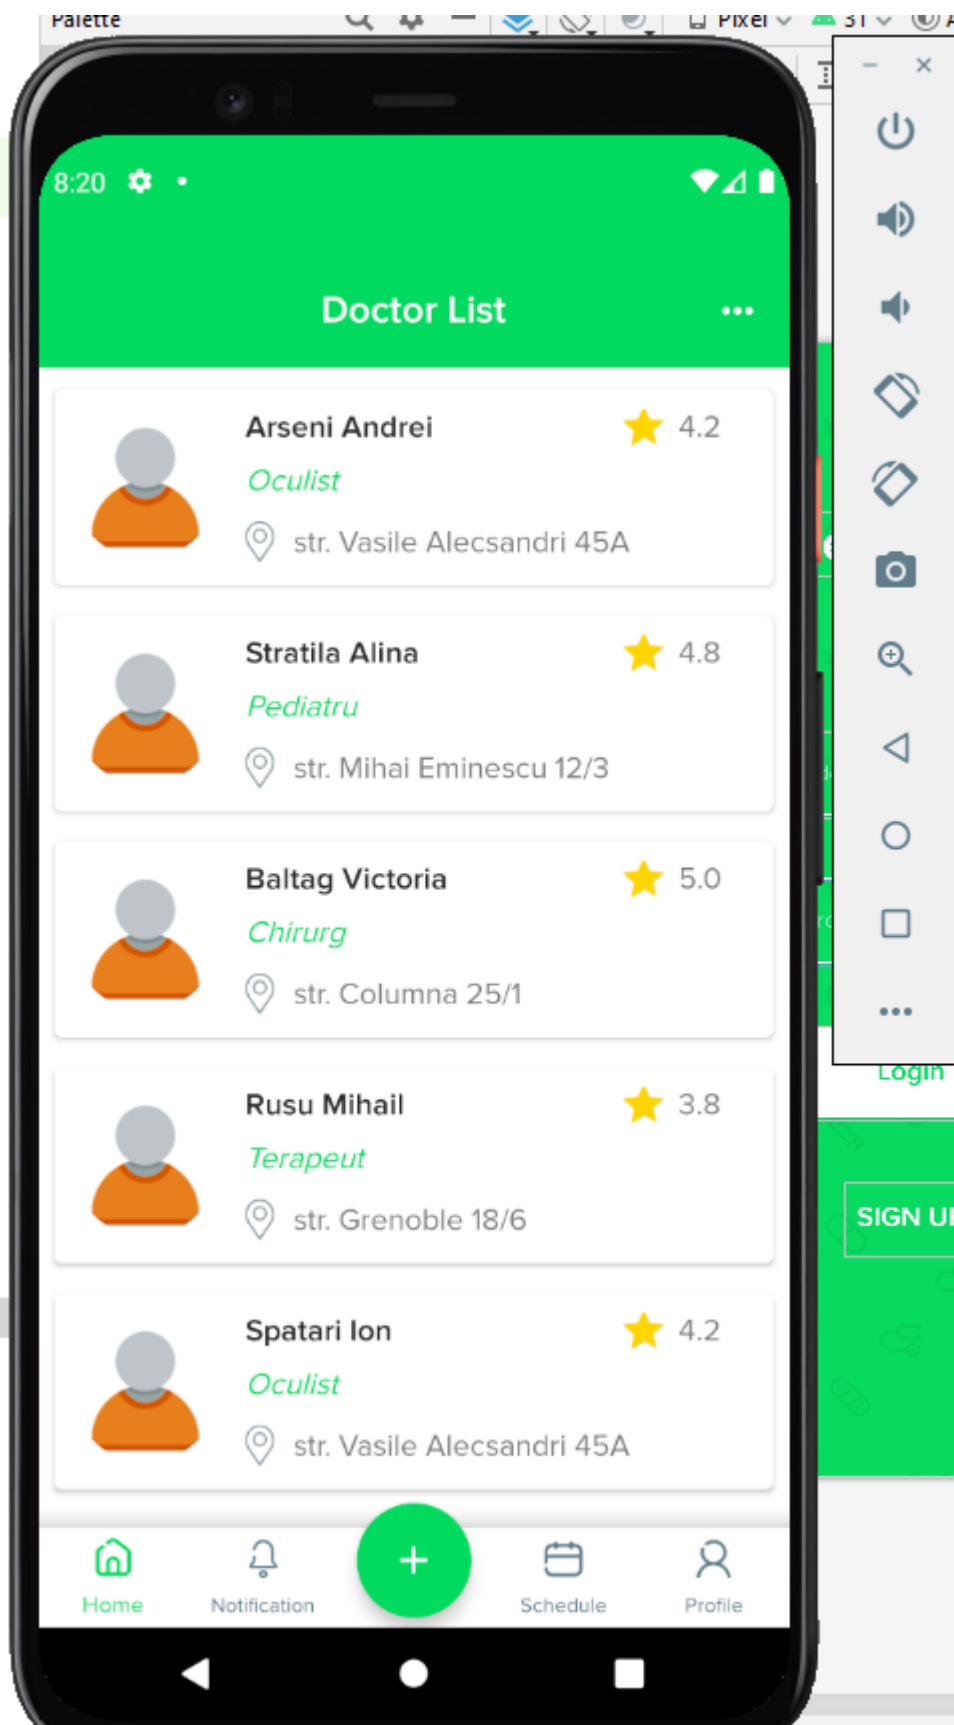 Palette
Pixel
31
8:20
Doctor List
Arseni Andrei
4.2
Oculist
str. Vasile Alecsandri 45A
Stratila Alina
4.8
Pediatru
str. Mihai Eminescu 12/3
Baltag Victoria
5.0
Chirurg
str. Columna 25/1
Rusu Mihail
3.8
Terapeut
str. Grenoble 18/6
Spatari Ion
4.2
Oculist
str. Vasile Alecsandri 45A
Home
Notification
Schedule
Profile
Login
SIGN UP